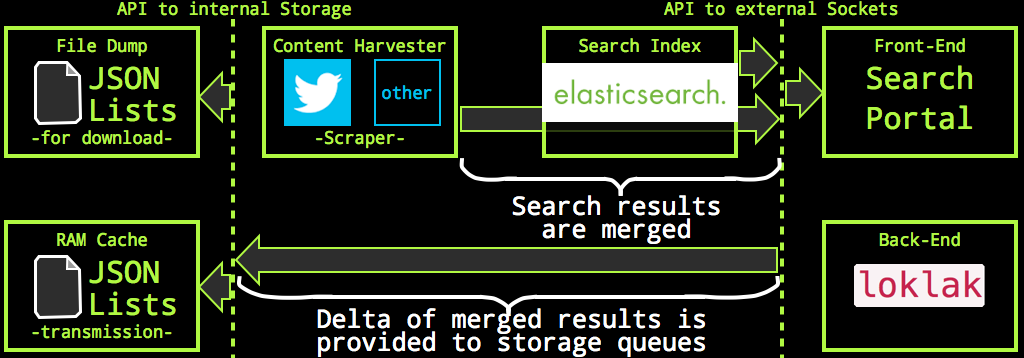 API to internal Storage
API to external Sockets
File Dump
JSON
Lists
-for download-
Content Harvester
other
-Scraper-
Search Index
elasticsearch.
Front-End
Search
Portal
Search results
are merged
RAM Cache
JSON
Lists
-transmission-
Back-End
loklak
Delta of merged results is
provided to storage queues